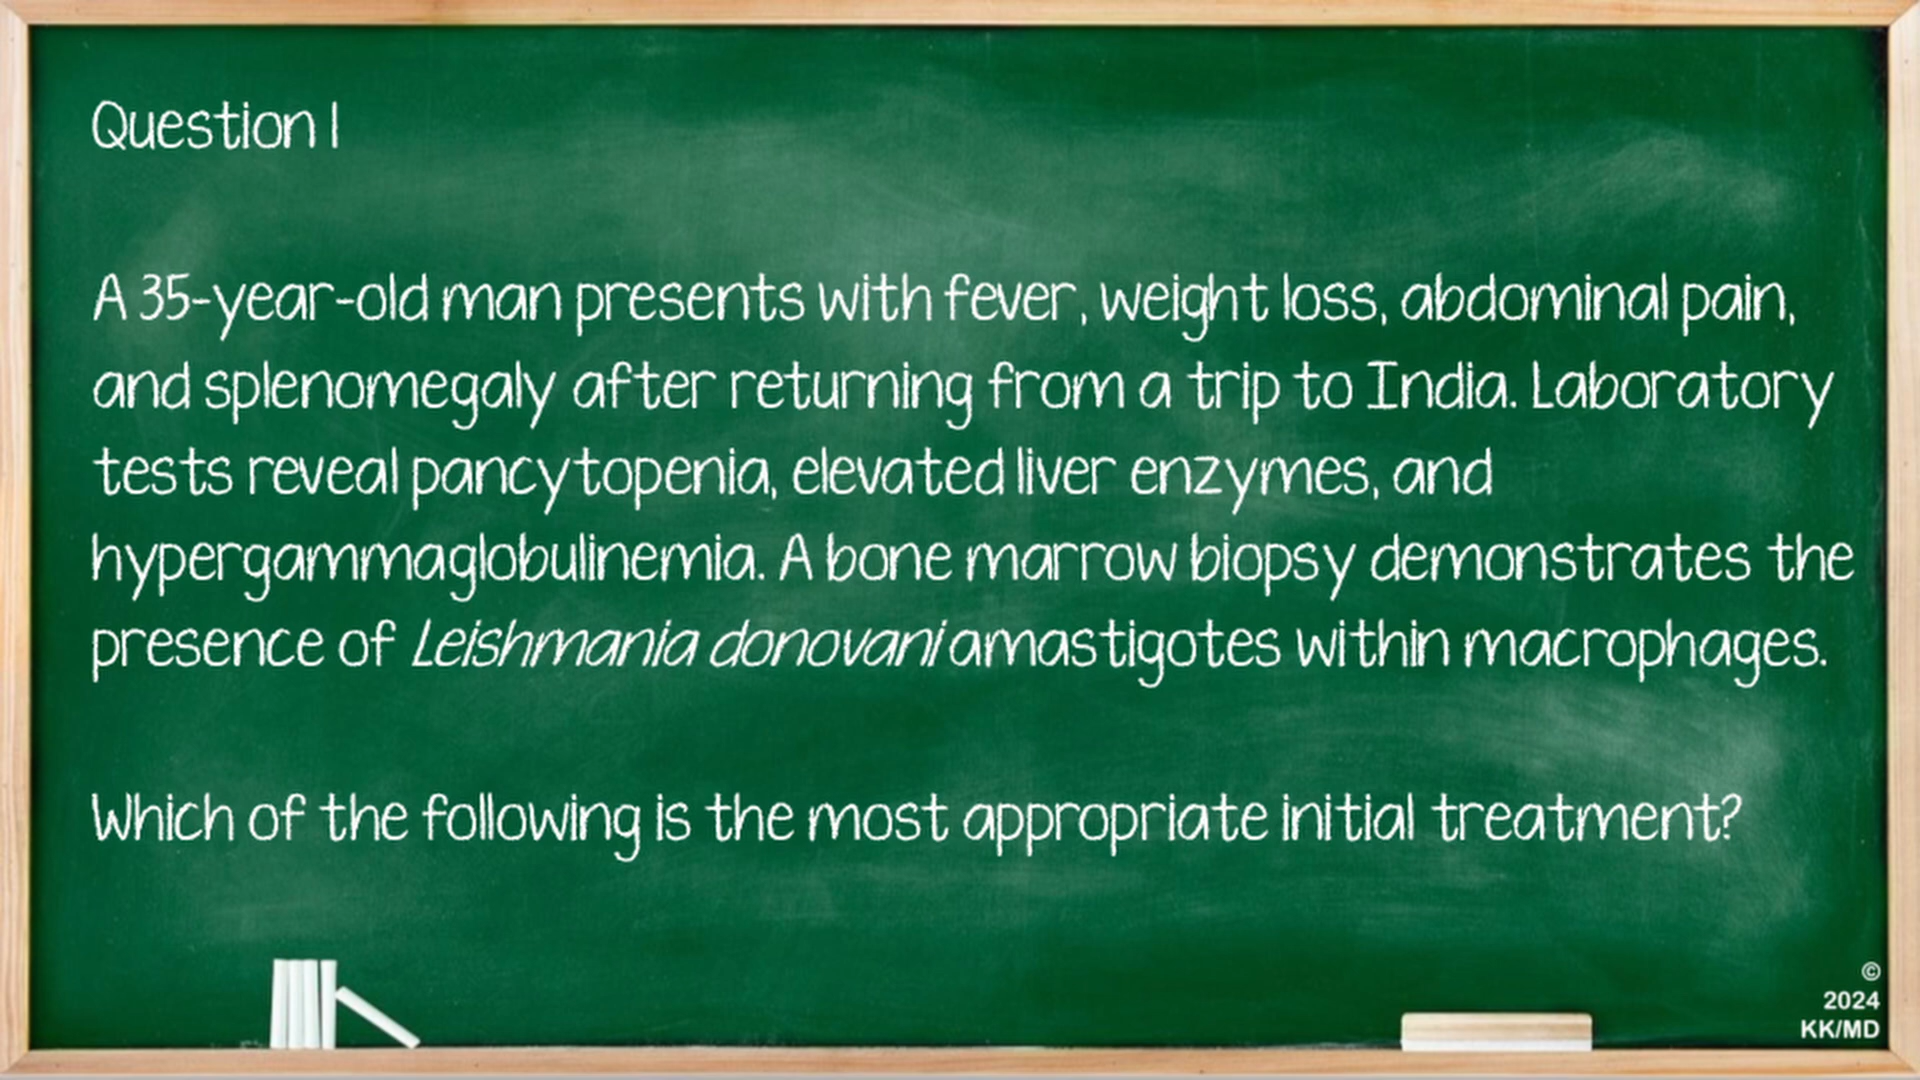 Question 1
A 35-year-old man presents with fever, weight loss, abdominal pain,
and splenomegaly after returning from a trip to India. Laboratory
tests reveal pancytopenia, elevated liver enzymes, and
hypergammaglobulinemia. A bone marrow biopsy demonstrates the
presence of Leishmania donovani amastigotes within macrophages.
Which of the following is the most appropriate initial treatment?
©
2024
KK/MD